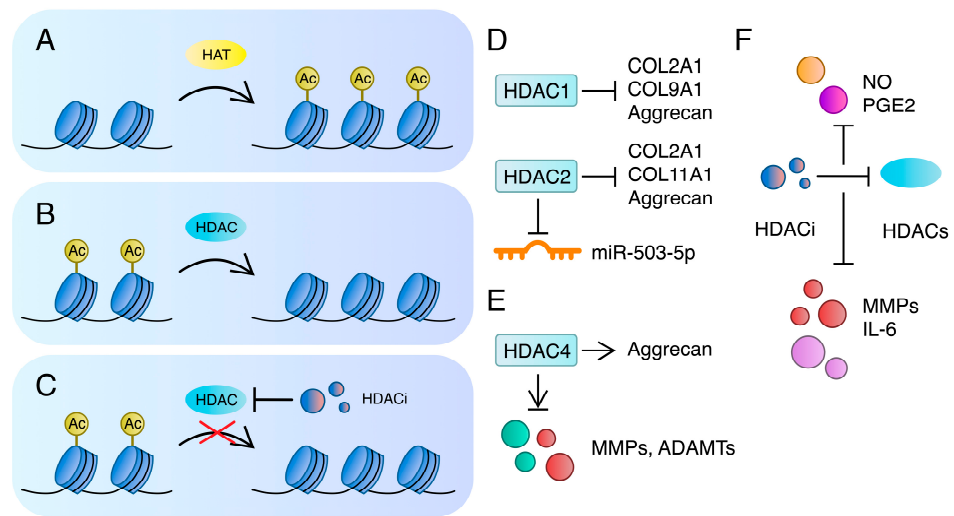 A
HAT
Ac
Ac
Ac
B
HDAC
Ac
Ac
C
HDAC
HDACi
Ac
Ac
D
HDAC1
COL2A1
COL9A1
Aggrecan
HDAC2
COL2A1
COL11A1
Aggrecan
miR-503-5p
E
HDAC4
Aggrecan
MMPs, ADAMTs
F
NO
PGE2
HDACi
HDACs
MMPs
IL-6